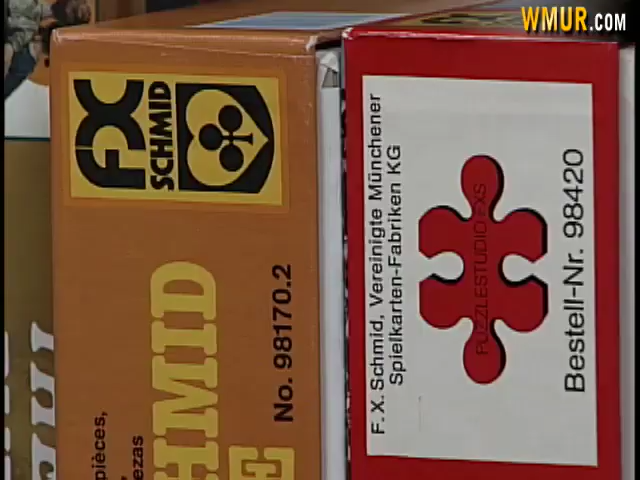 WMUR.COM
FX
SCHMID
HMID
E
No. 98170.2
pièces,
ezas
F.X. Schmid, Vereinigte Münchener
Spielkarten-Fabriken KG
PUZZLESTUDIO FXS
Bestell-Nr. 98420